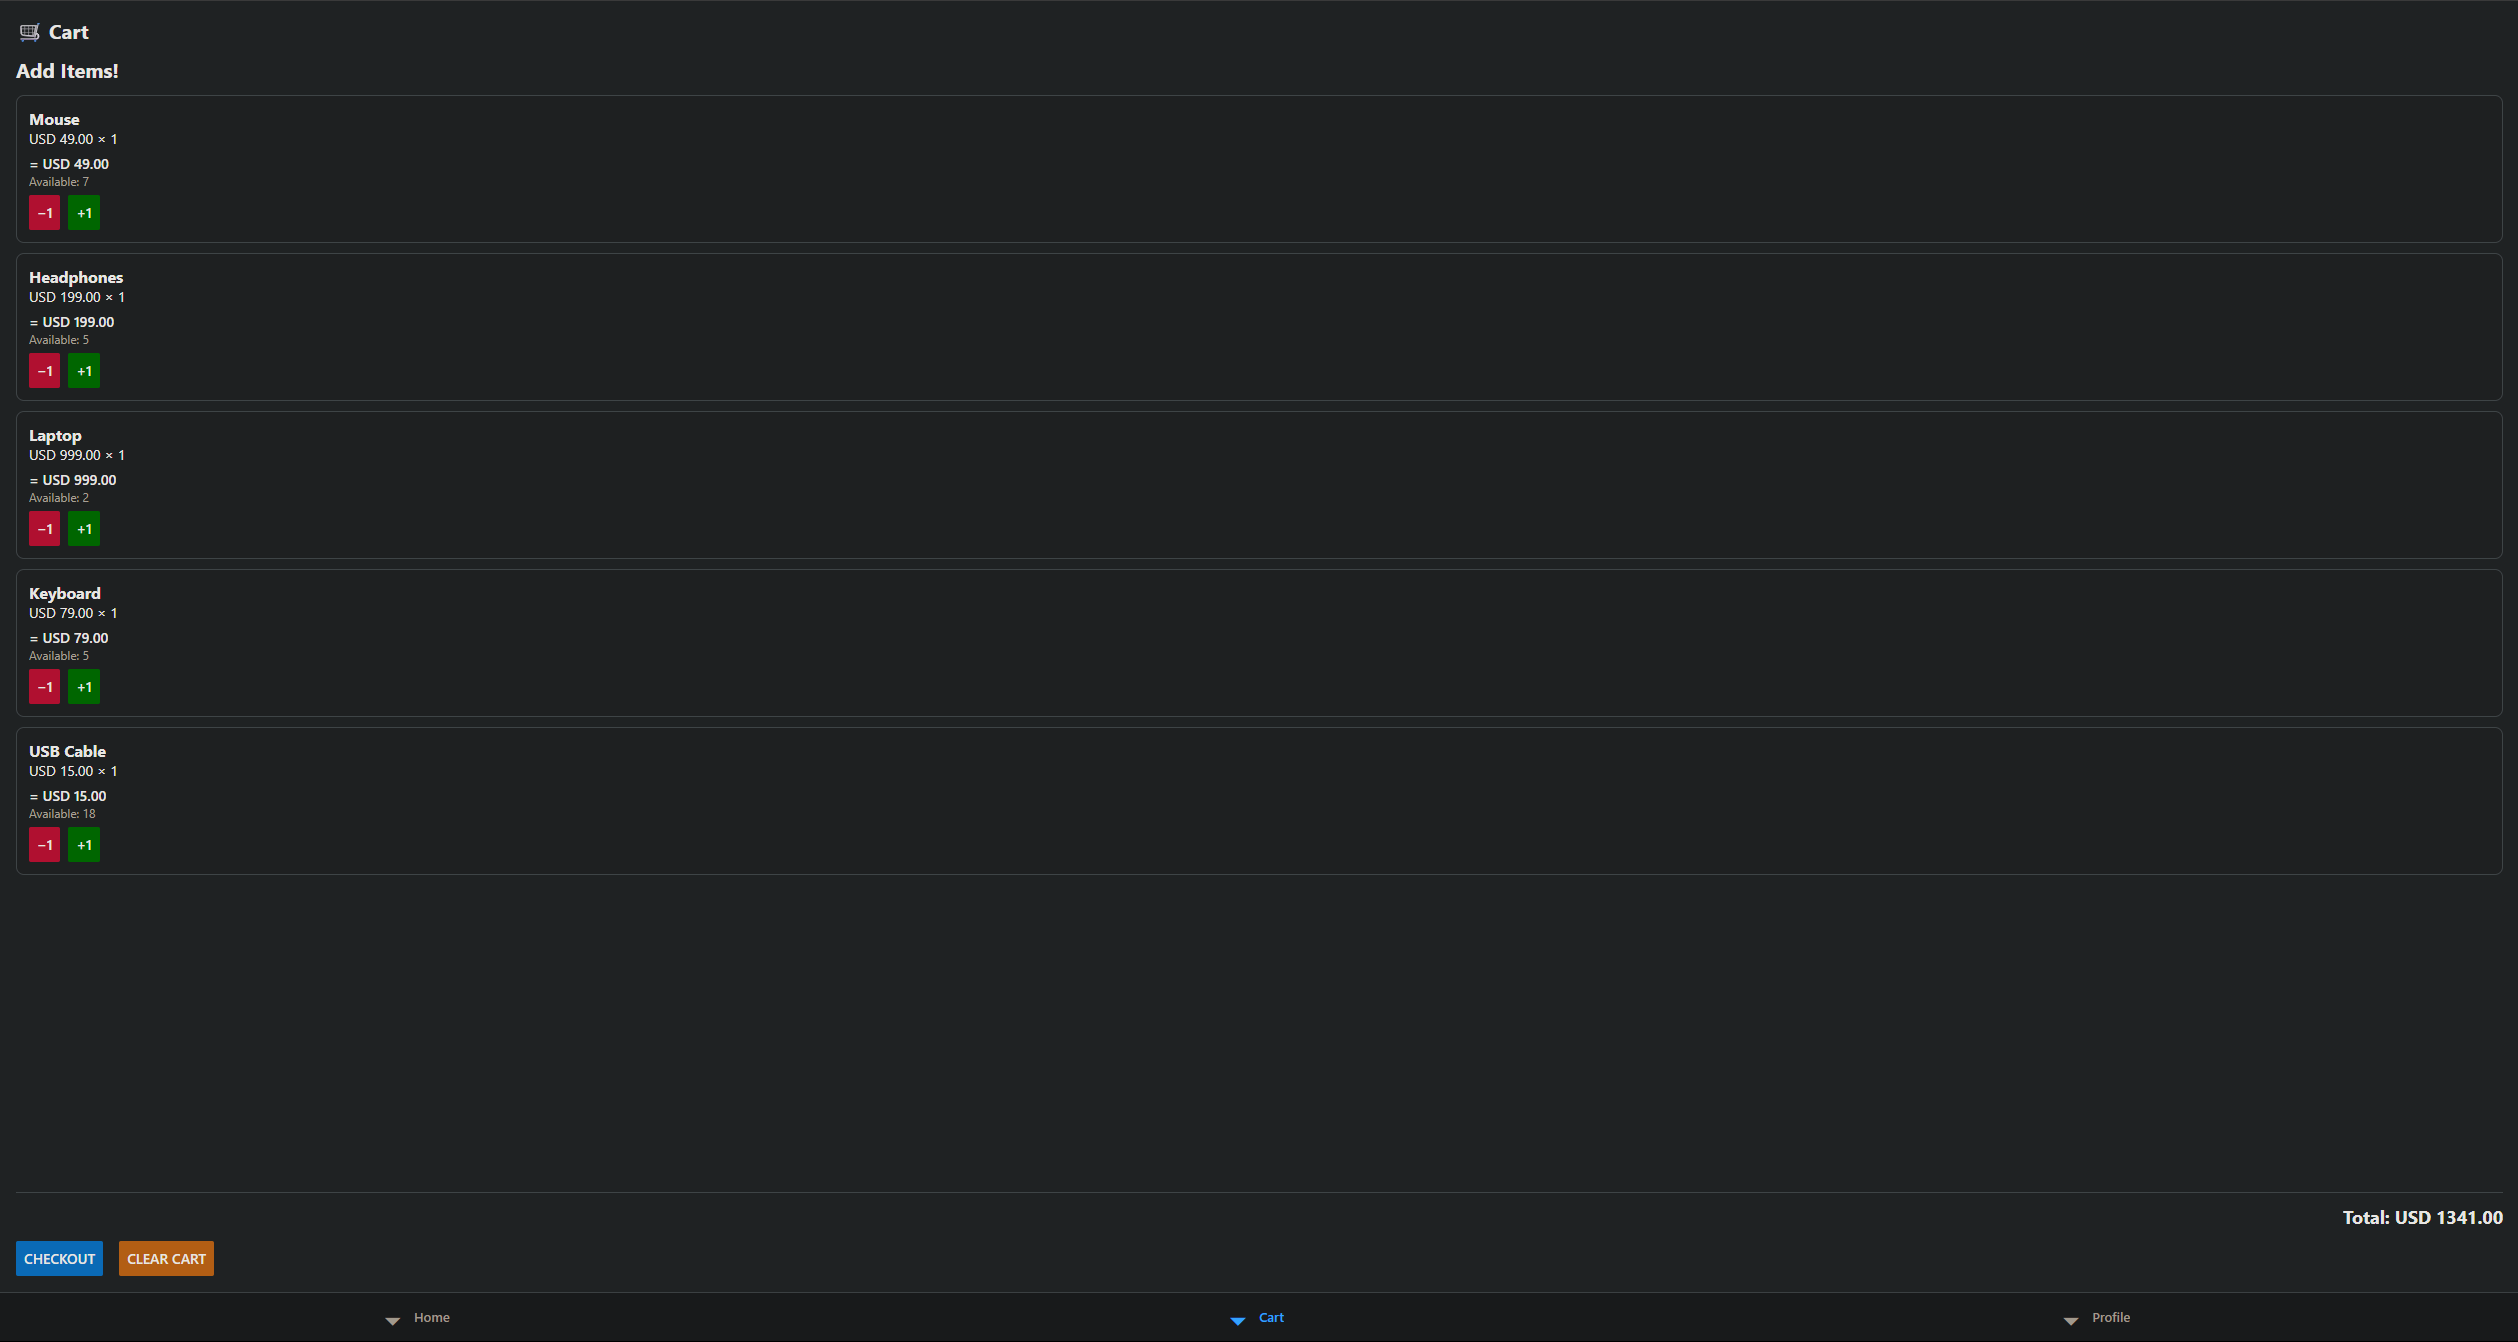 Cart
Add Items!
Mouse
USD 49.00 × 1
= USD 49.00
Available: 7
−1 +1
Headphones
USD 199.00 × 1
= USD 199.00
Available: 5
−1 +1
Laptop
USD 999.00 × 1
= USD 999.00
Available: 2
−1 +1
Keyboard
USD 79.00 × 1
= USD 79.00
Available: 5
−1 +1
USB Cable
USD 15.00 × 1
= USD 15.00
Available: 18
−1 +1
Total: USD 1341.00
CHECKOUT CLEAR CART
Home Cart Profile